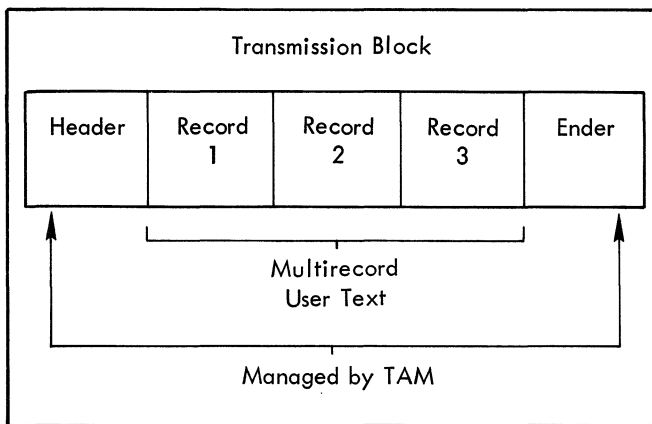 Transmission Block
Header
Record
1
Record
2
Record
3
Ender
Multirecord
User Text
Managed by TAM